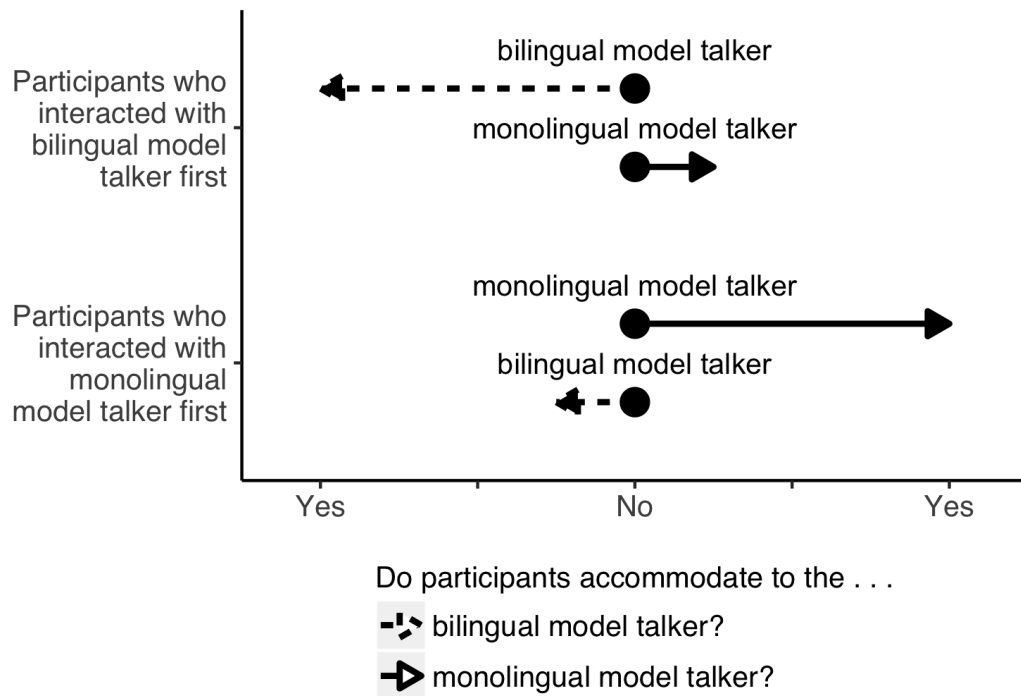 bilingual model talker
Participants who
interacted with
bilingual model
talker first
monolingual model talker
monolingual model talker
Participants who
interacted with
monolingual
model talker first
bilingual model talker
Yes
No
Yes
Do participants accommodate to the . . .
bilingual model talker?
monolingual model talker?